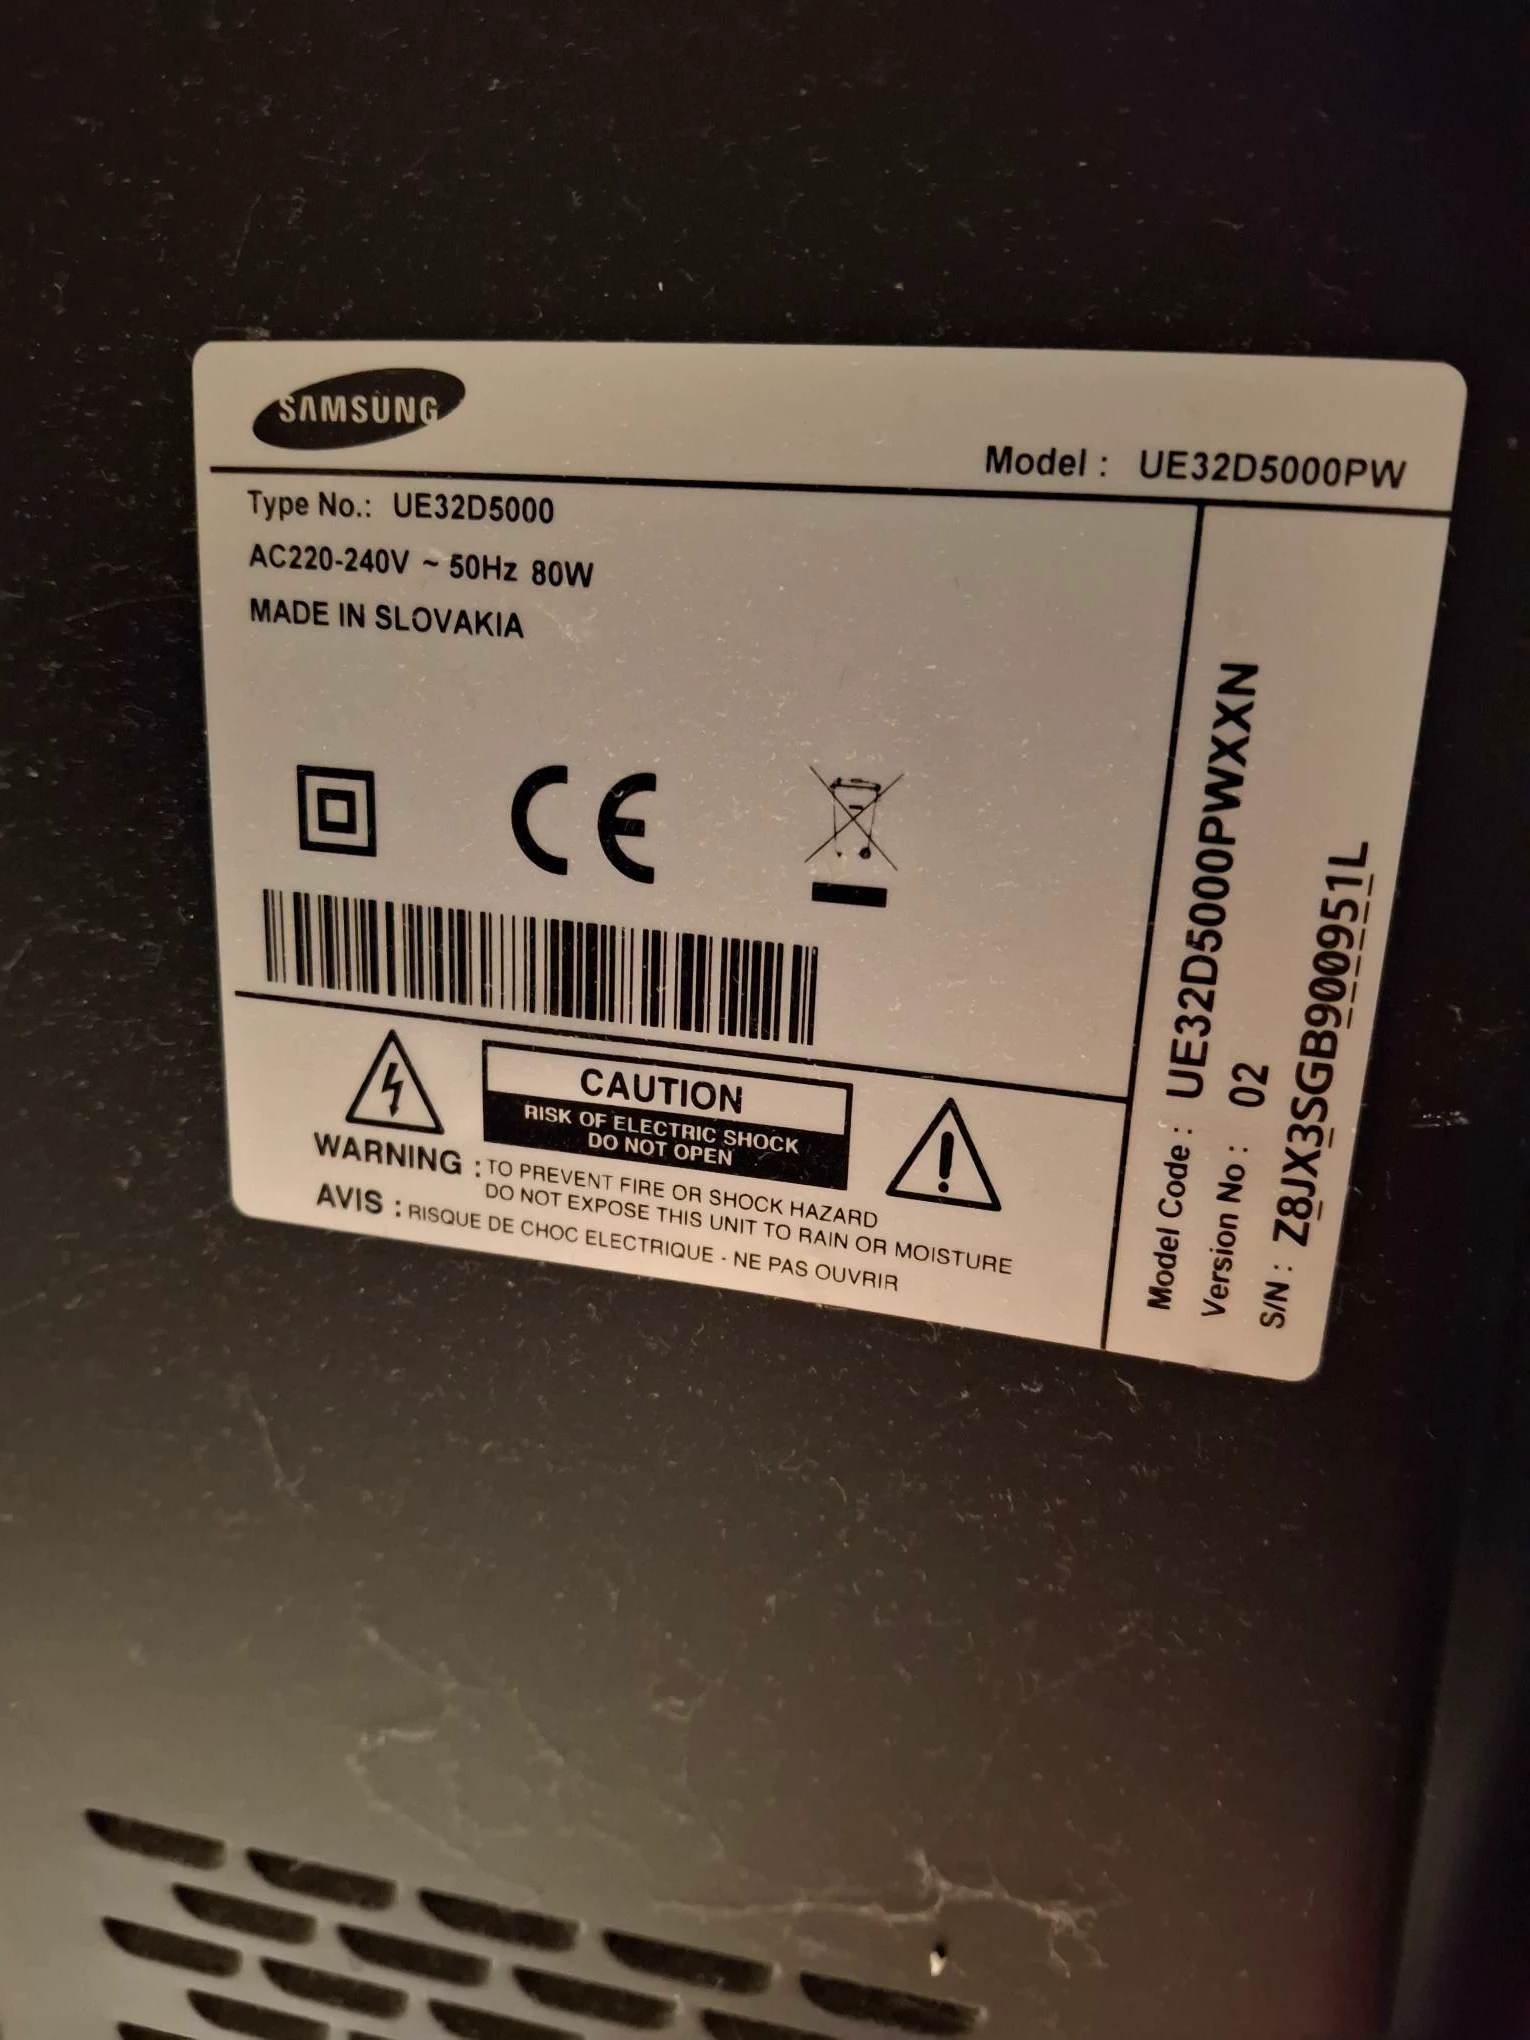 SAMSUNG
Model : UE32D5000PW
Type No.: UE32D5000
AC220-240V ~ 50Hz 80W
MADE IN SLOVAKIA
CE
CAUTION
RISK OF ELECTRIC SHOCK
DO NOT OPEN
WARNING : TO PREVENT FIRE OR SHOCK HAZARD
DO NOT EXPOSE THIS UNIT TO RAIN OR MOISTURE
AVIS : RISQUE DE CHOC ELECTRIQUE - NE PAS OUVRIR
Model Code : UE32D5000PWXXN
Version No : 02
S/N : Z8JX3SGB900951L